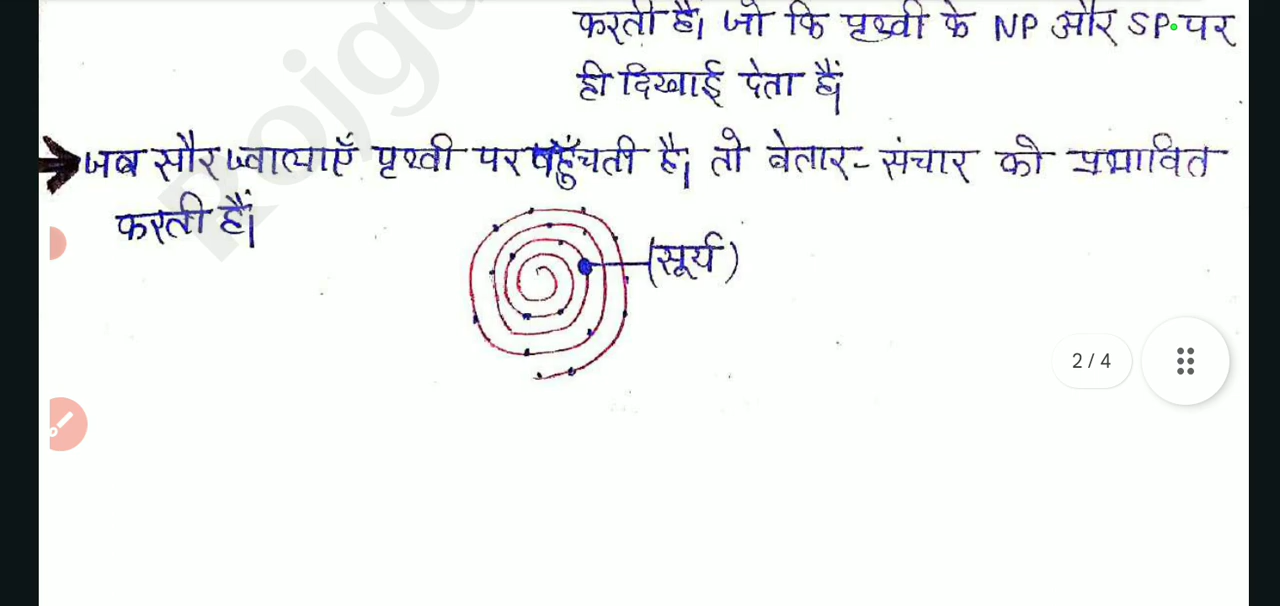 करती है। जो कि पृथ्वी के NP और SP. पर
ही दिखाई देता हैं।
जब सौर ज्वालाएँ पृथ्वी पर पहुँचती है। तो बेतार-संचार को प्रभावित
करती हैं।
(सूर्य)
2 / 4